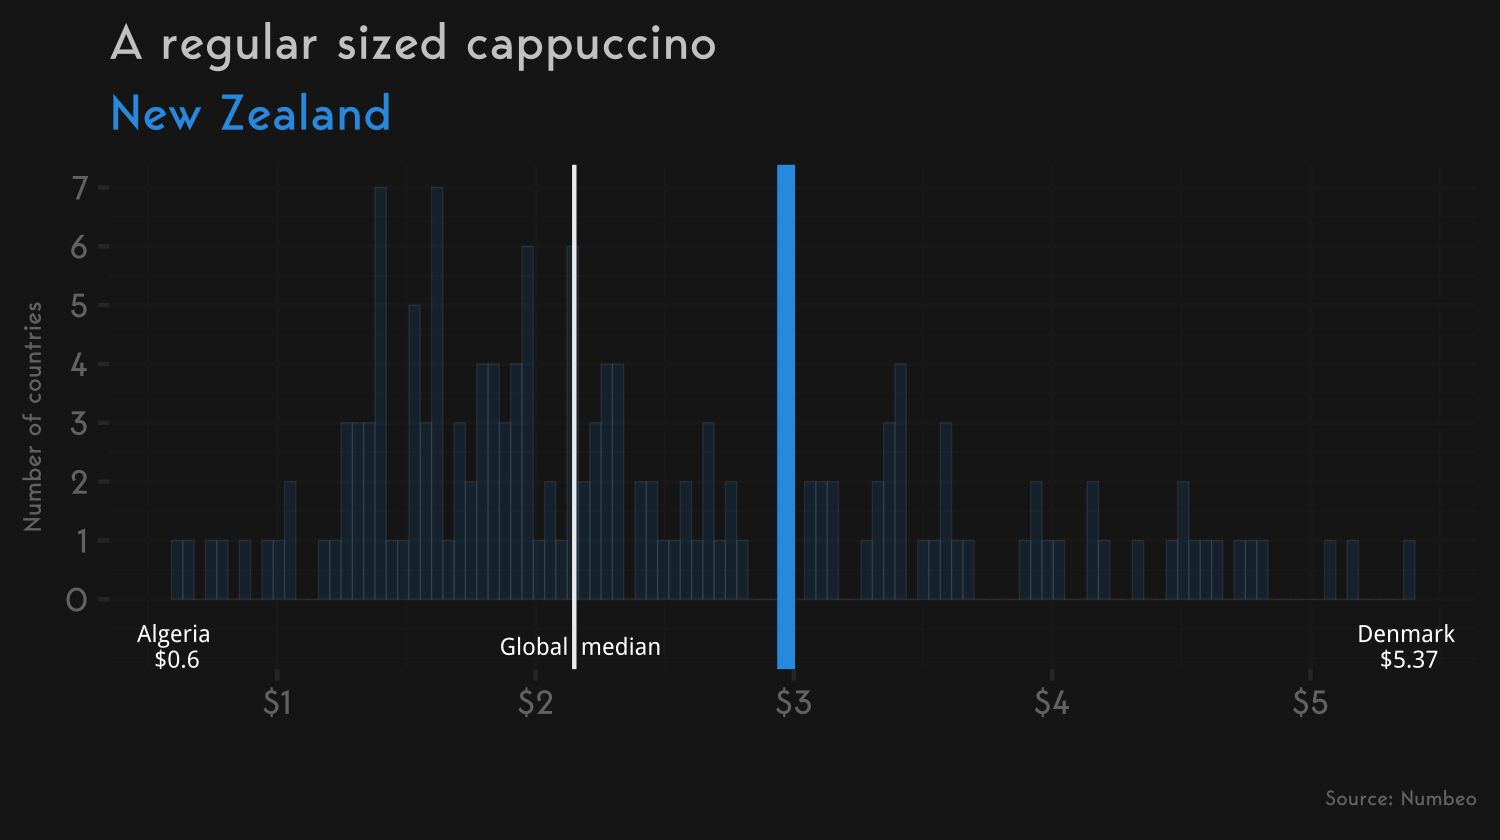 A regular sized cappuccino
New Zealand
Number of countries
7
6
5
4
3
2
1
0
Algeria
$0.6
Global median
Denmark
$5.37
$1 $2 $3 $4 $5
Source: Numbeo